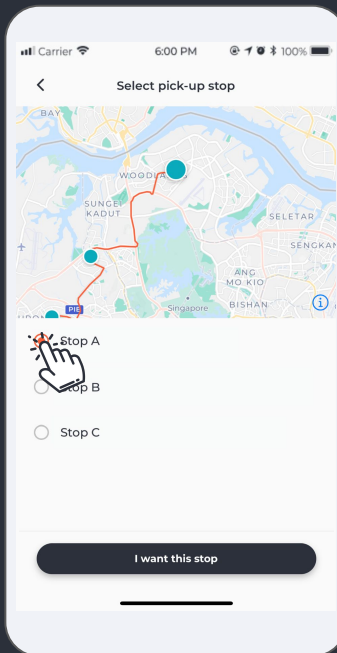 Carrier 6:00 PM 100%
Select pick-up stop
BAY
WOODLA
SUNGEI
KADUT
SELETAR
SENGKAN
ANG
MO KIO
PIE
Singapore
BISHAN
Stop A
Stop B
Stop C
I want this stop